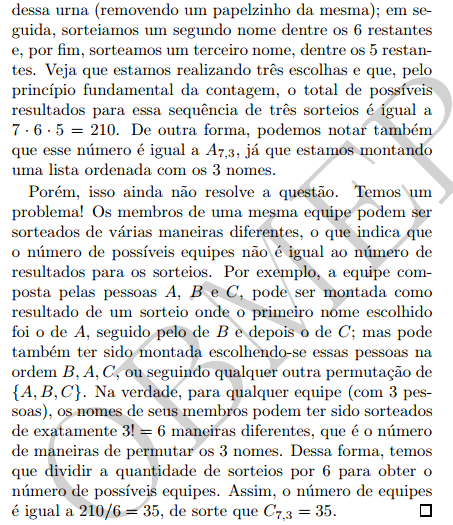 dessa urna (removendo um papelzinho da mesma); em se-
guida, sorteiamos um segundo nome dentre os 6 restantes
e, por fim, sorteamos um terceiro nome, dentre os 5 restan-
tes. Veja que estamos realizando três escolhas e que, pelo
princípio fundamental da contagem, o total de possíveis
resultados para essa sequência de três sorteios é igual a
7 · 6 · 5 = 210. De outra forma, podemos notar também
que esse número é igual a A₇,₃, já que estamos montando
uma lista ordenada com os 3 nomes.
Porém, isso ainda não resolve a questão. Temos um
problema! Os membros de uma mesma equipe podem ser
sorteados de várias maneiras diferentes, o que indica que
o número de possíveis equipes não é igual ao número de
resultados para os sorteios. Por exemplo, a equipe com-
posta pelas pessoas A, B e C, pode ser montada como
resultado de um sorteio onde o primeiro nome escolhido
foi o de A, seguido pelo de B e depois o de C; mas pode
também ter sido montada escolhendo-se essas pessoas na
ordem B, A, C, ou seguindo qualquer outra permutação de
{A, B, C}. Na verdade, para qualquer equipe (com 3 pes-
soas), os nomes de seus membros podem ter sido sorteados
de exatamente 3! = 6 maneiras diferentes, que é o número
de maneiras de permutar os 3 nomes. Dessa forma, temos
que dividir a quantidade de sorteios por 6 para obter o
número de possíveis equipes. Assim, o número de equipes
é igual a 210/6 = 35, de sorte que C₇,₃ = 35. □
OBMEP